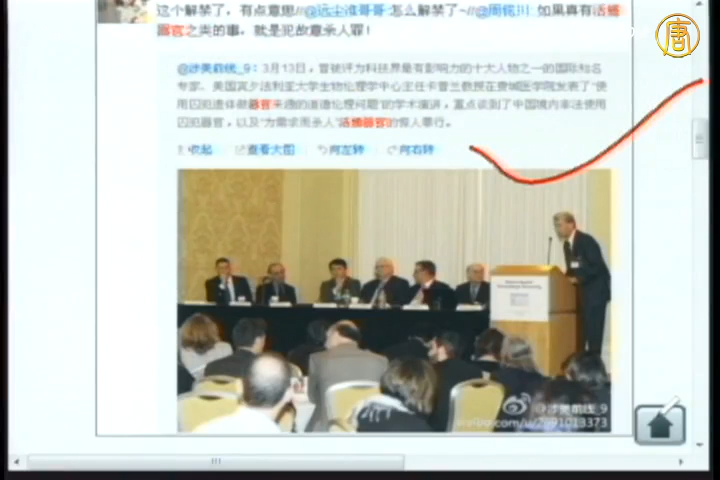 这个解禁了，有点意思//@远尘难哥哥:怎么解禁了~//@周铭川: 如果真有活摘
器官之类的事，就是犯故意杀人罪！
唐
@涉美前线_9：3月13日，曾被评为科技界最有影响力的十大人物之一的国际知名
专家、美国宾夕法利亚大学生物伦理学中心主任卡普兰教授在费城医学院发表了“使
用囚犯遗体做器官来源的道德伦理问题”的学术演讲，重点谈到了中国境内非法使用
囚犯器官，以及“为需求而杀人”活摘器官的惊人罪行。
收起 查看大图 向左转 向右转
@涉美前线_9
weibo.com/u/2691013373